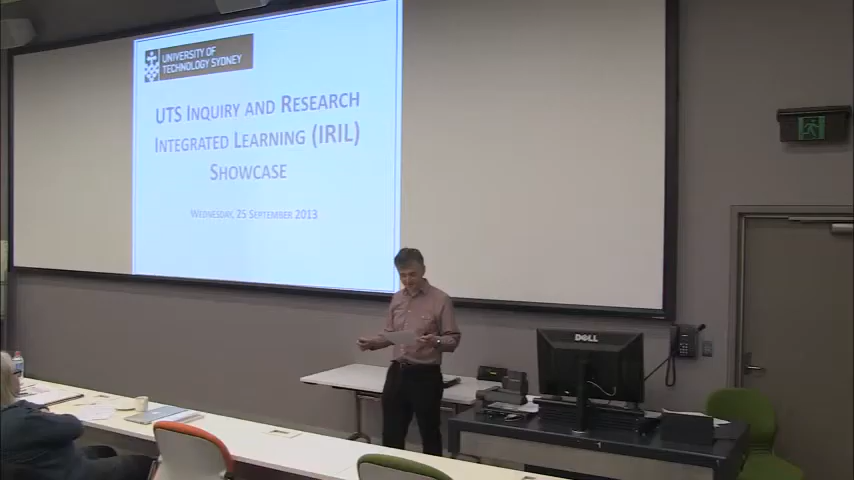 UNIVERSITY OF
TECHNOLOGY SYDNEY
UTS INQUIRY AND RESEARCH
INTEGRATED LEARNING (IRIL)
SHOWCASE
WEDNESDAY, 25 SEPTEMBER 2013
DELL